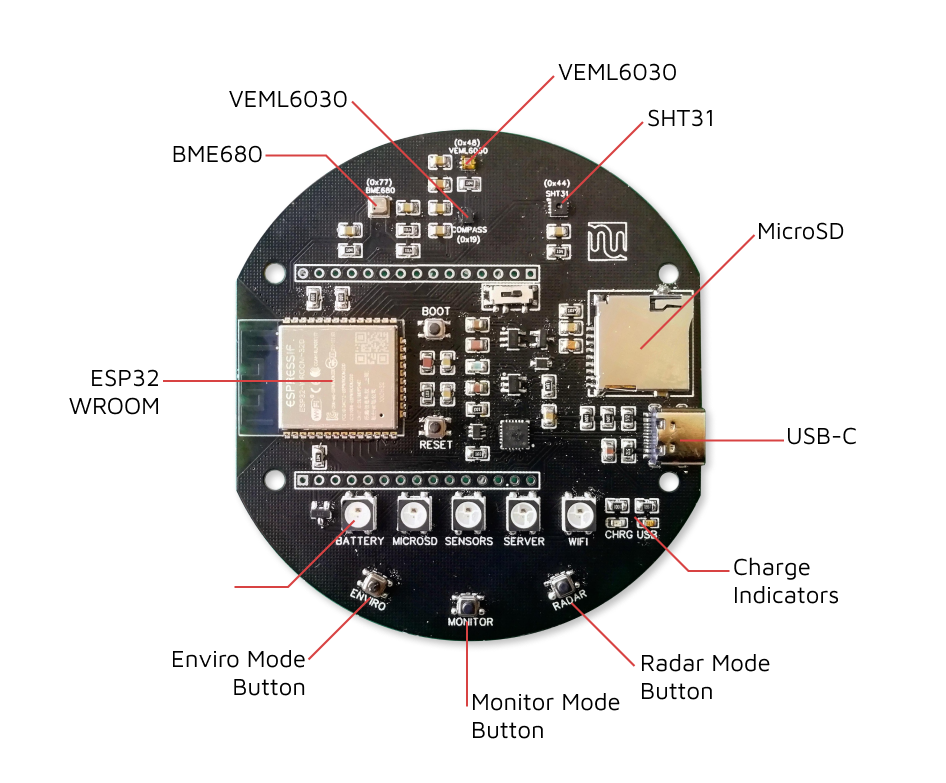 VEML6030
VEML6030
SHT31
BME680
(0x48)
VEML6030
(0x77)
BME680
(0x44)
SHT31
COMPASS
(0x19)
MicroSD
BOOT
ESPRESSIF
ESP32
WROOM
RESET
USB-C
BATTERY
MICROSD
SENSORS
SERVER
WIFI
CHRG
USB
Charge
Indicators
ENVIRO
MONITOR
RADAR
Enviro Mode
Button
Radar Mode
Button
Monitor Mode
Button